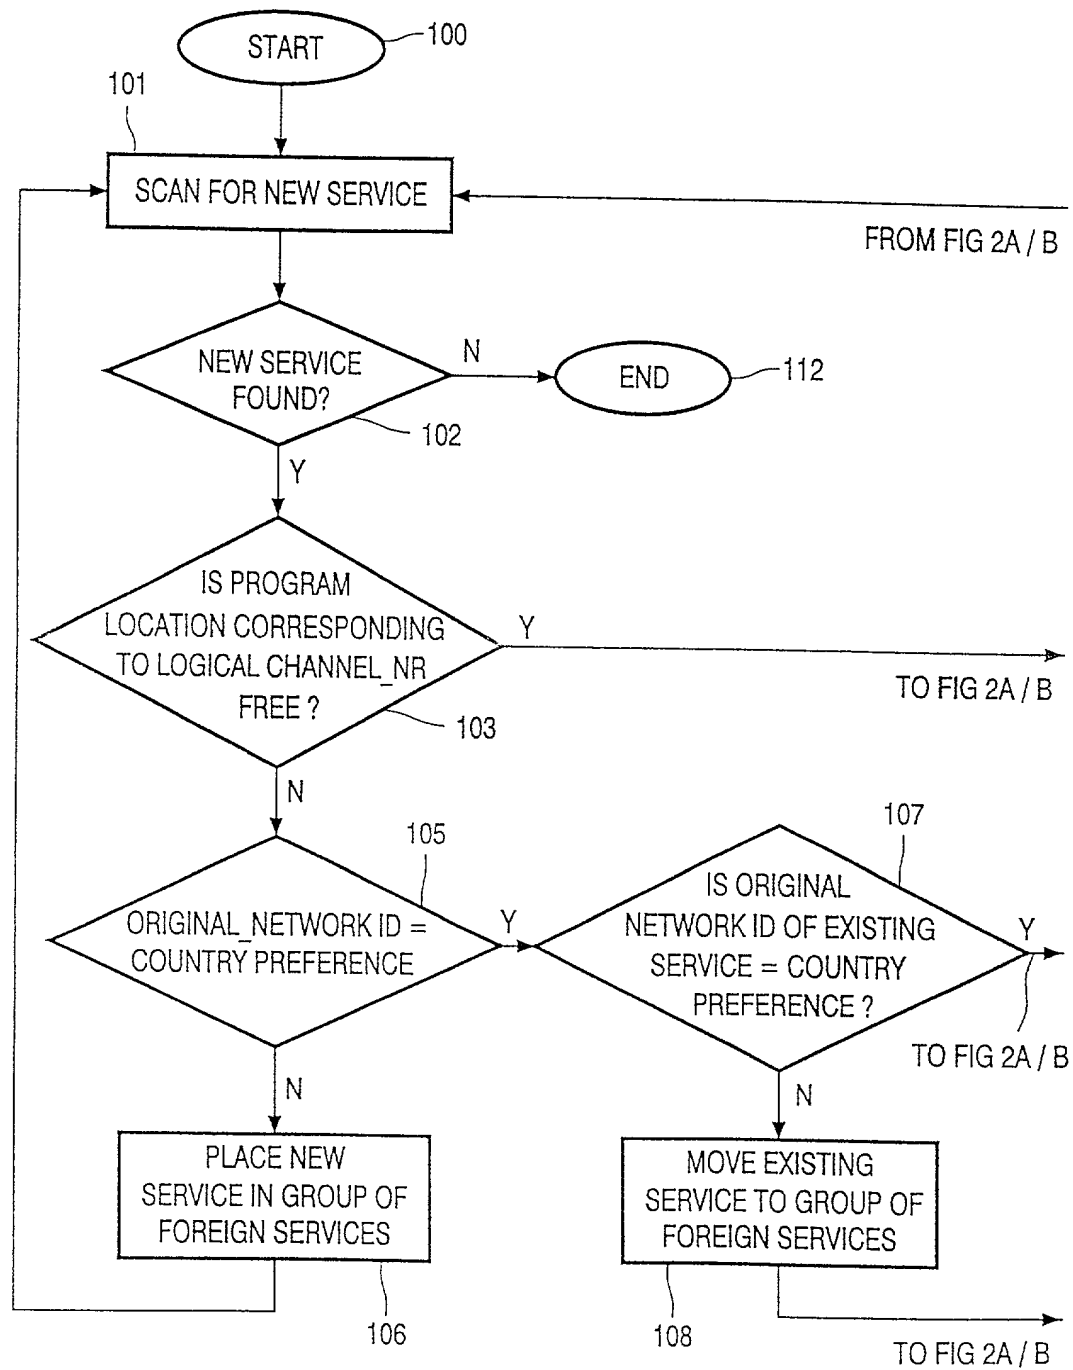 START
100
101
SCAN FOR NEW SERVICE
FROM FIG 2A / B
NEW SERVICE
FOUND?
N
END
112
102
Y
IS PROGRAM
LOCATION CORRESPONDING
TO LOGICAL CHANNEL_NR
FREE ?
Y
TO FIG 2A / B
103
N
105
107
ORIGINAL_NETWORK ID =
COUNTRY PREFERENCE
Y
IS ORIGINAL
NETWORK ID OF EXISTING
SERVICE = COUNTRY
PREFERENCE ?
Y
TO FIG 2A / B
N
N
PLACE NEW
SERVICE IN GROUP OF
FOREIGN SERVICES
MOVE EXISTING
SERVICE TO GROUP OF
FOREIGN SERVICES
106
108
TO FIG 2A / B